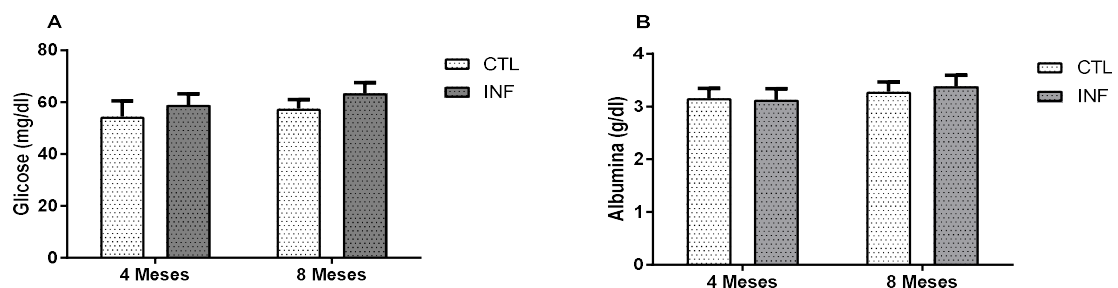 A
Glicose (mg/dl)
80
60
40
20
0
4 Meses
8 Meses
CTL
INF
B
Albumina (g/dl)
4
3
2
1
0
4 Meses
8 Meses
CTL
INF